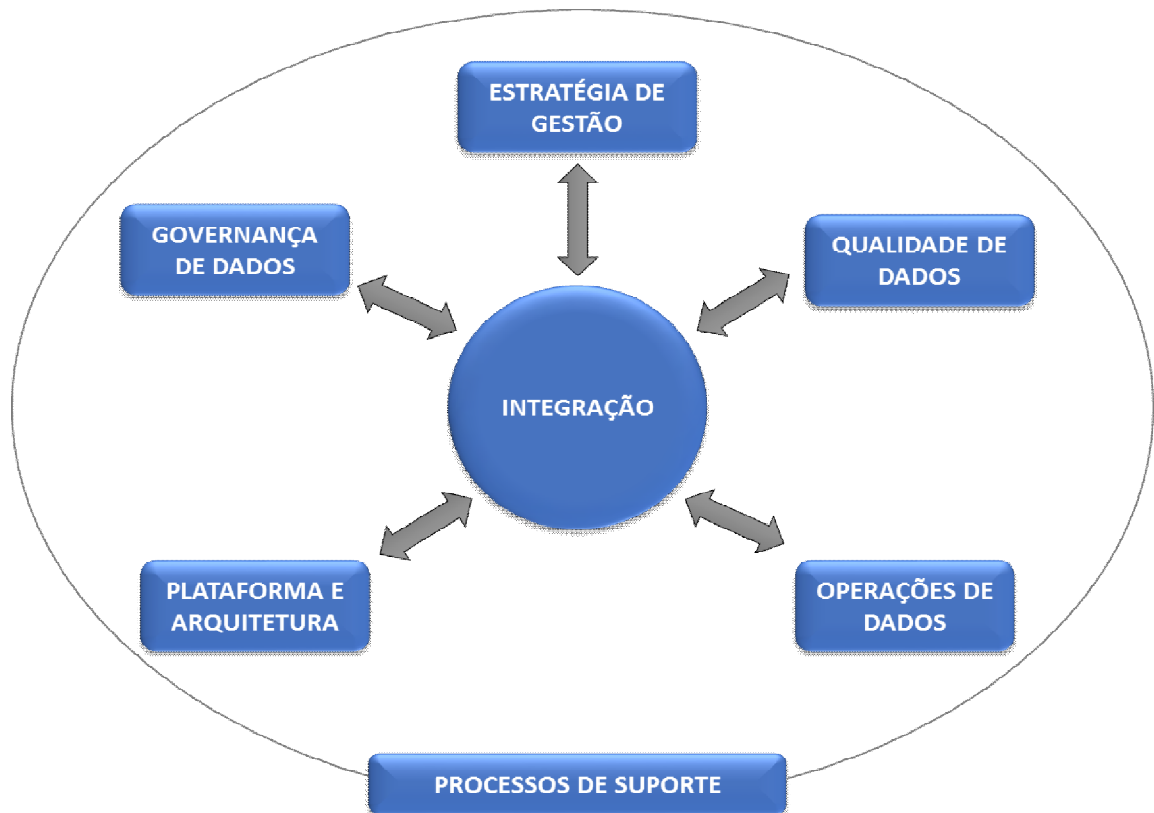 ESTRATÉGIA DE
GESTÃO
GOVERNANÇA
DE DADOS
QUALIDADE DE
DADOS
INTEGRAÇÃO
PLATAFORMA E
ARQUITETURA
OPERAÇÕES DE
DADOS
PROCESSOS DE SUPORTE